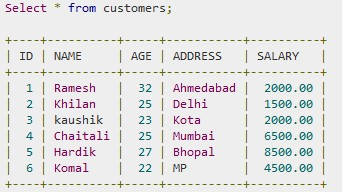 Select * from customers;
+----+----------+-----+-----------+----------+
| ID | NAME     | AGE | ADDRESS   | SALARY   |
+----+----------+-----+-----------+----------+
|  1 | Ramesh   |  32 | Ahmedabad |  2000.00 |
|  2 | Khilan   |  25 | Delhi     |  1500.00 |
|  3 | kaushik  |  23 | Kota      |  2000.00 |
|  4 | Chaitali |  25 | Mumbai    |  6500.00 |
|  5 | Hardik   |  27 | Bhopal    |  8500.00 |
|  6 | Komal    |  22 | MP        |  4500.00 |
+----+----------+-----+-----------+----------+